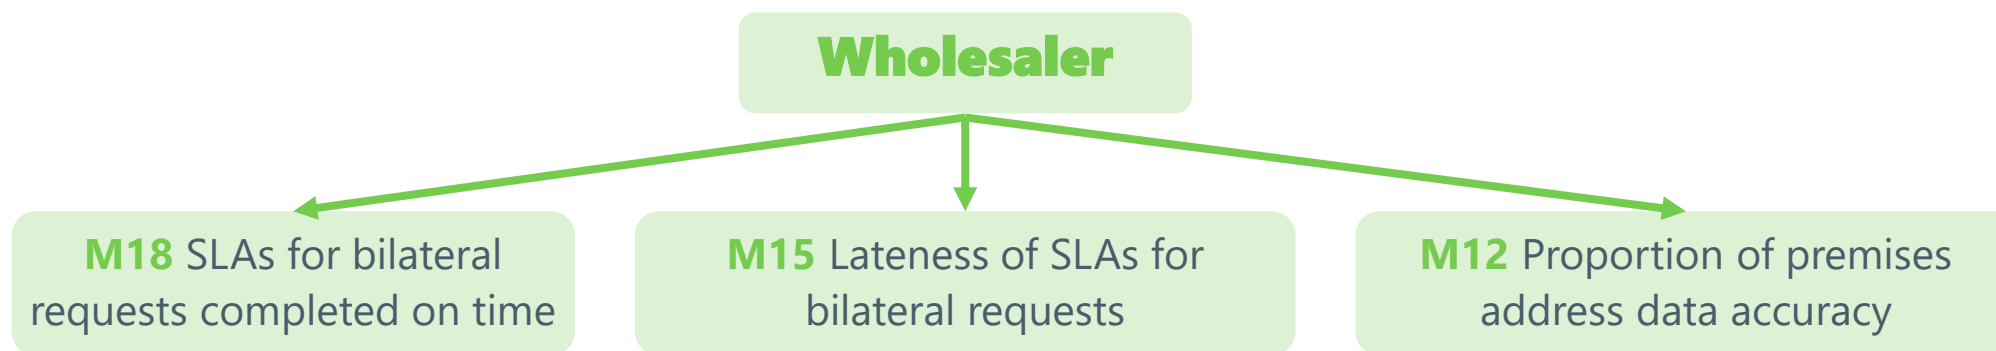 Wholesaler
M18 SLAs for bilateral
requests completed on time
M15 Lateness of SLAs for
bilateral requests
M12 Proportion of premises
address data accuracy